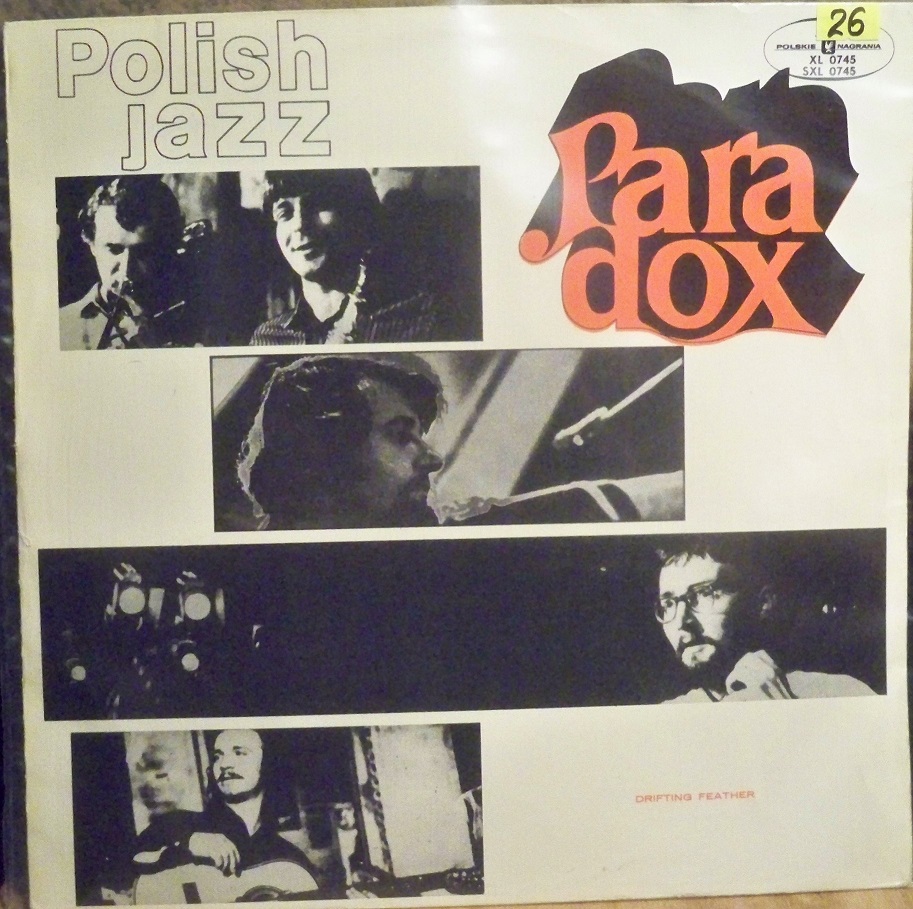 Polish
jazz
26
POLSKIE NAGRANIA
XL 0745
SXL 0745
Para
dox
DRIFTING FEATHER